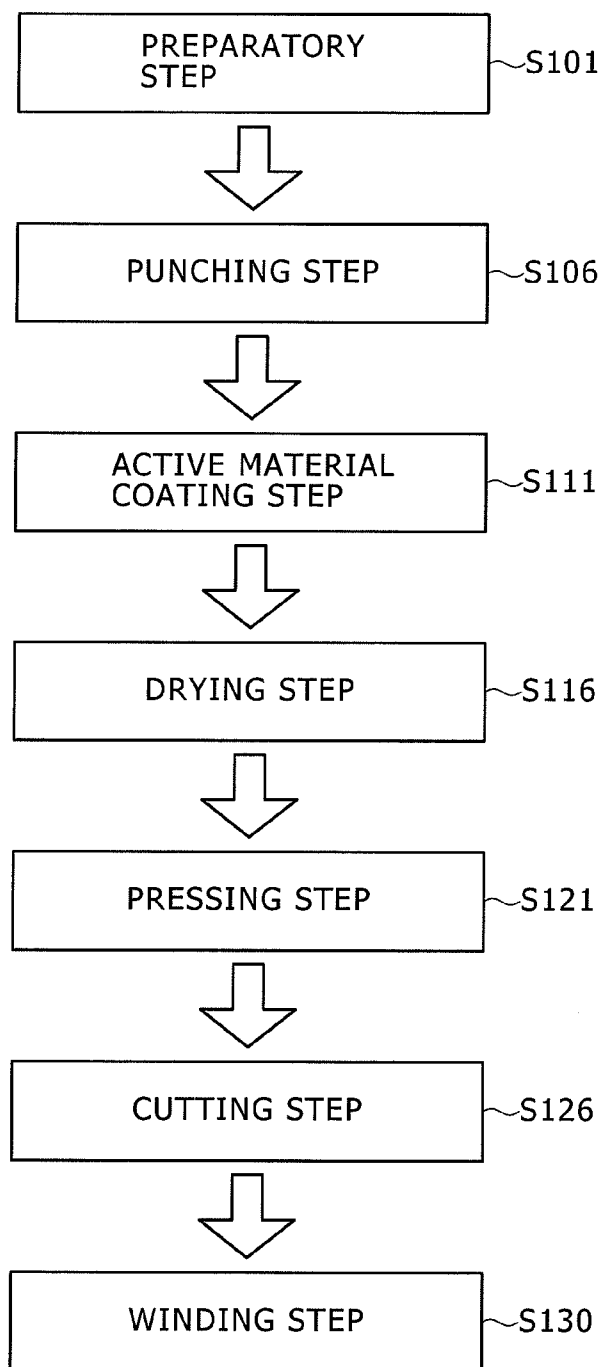 PREPARATORY
STEP
S101
PUNCHING STEP
S106
ACTIVE MATERIAL
COATING STEP
S111
DRYING STEP
S116
PRESSING STEP
S121
CUTTING STEP
S126
WINDING STEP
S130